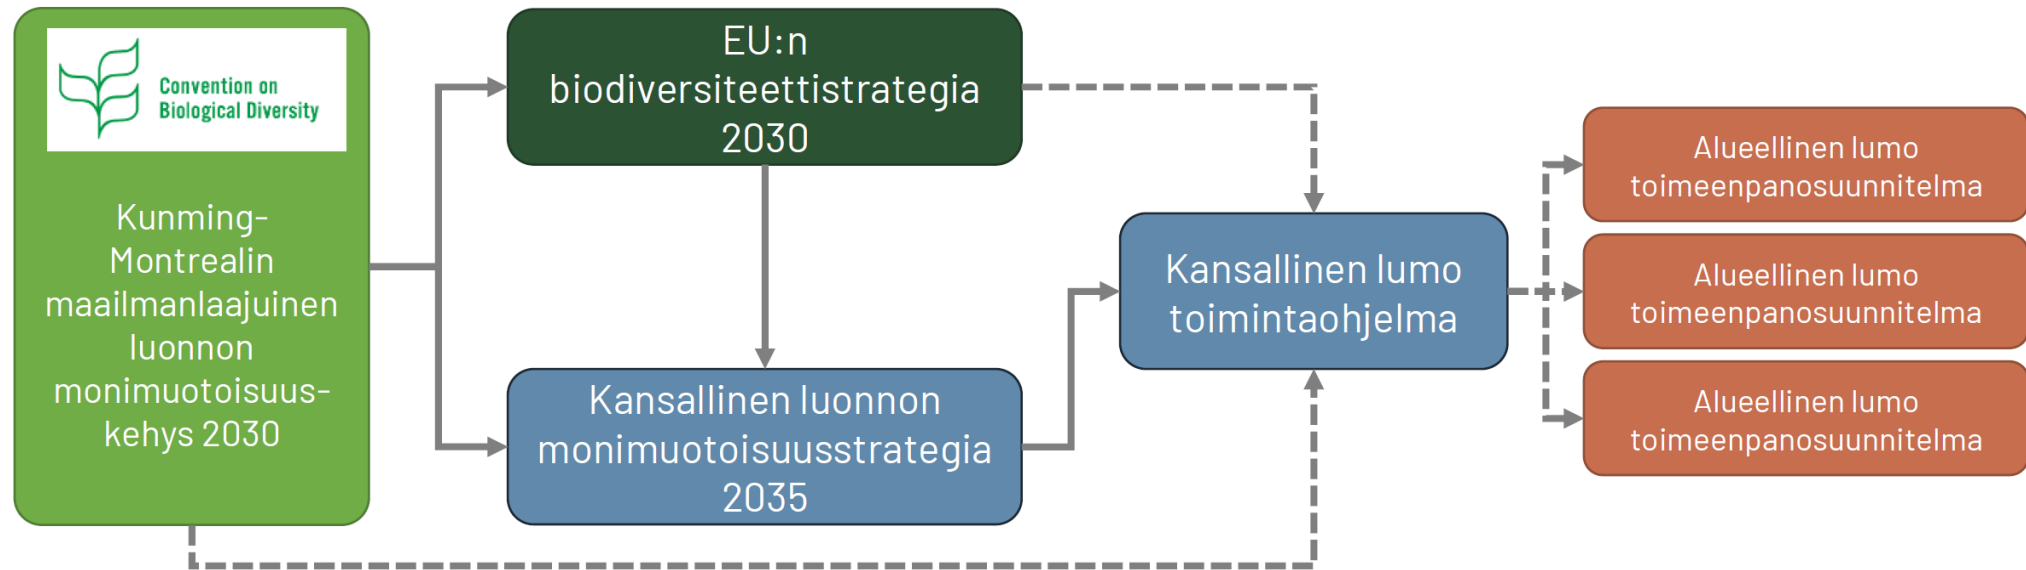 Convention on
Biological Diversity
Kunming-
Montrealin
maailmanlaajuinen
luonnon
monimuotoisuus-
kehys 2030
EU:n
biodiversiteettistrategia
2030
Kansallinen luonnon
monimuotoisuusstrategia
2035
Kansallinen lumo
toimintaohjelma
Alueellinen lumo
toimeenpanosuunnitelma
Alueellinen lumo
toimeenpanosuunnitelma
Alueellinen lumo
toimeenpanosuunnitelma